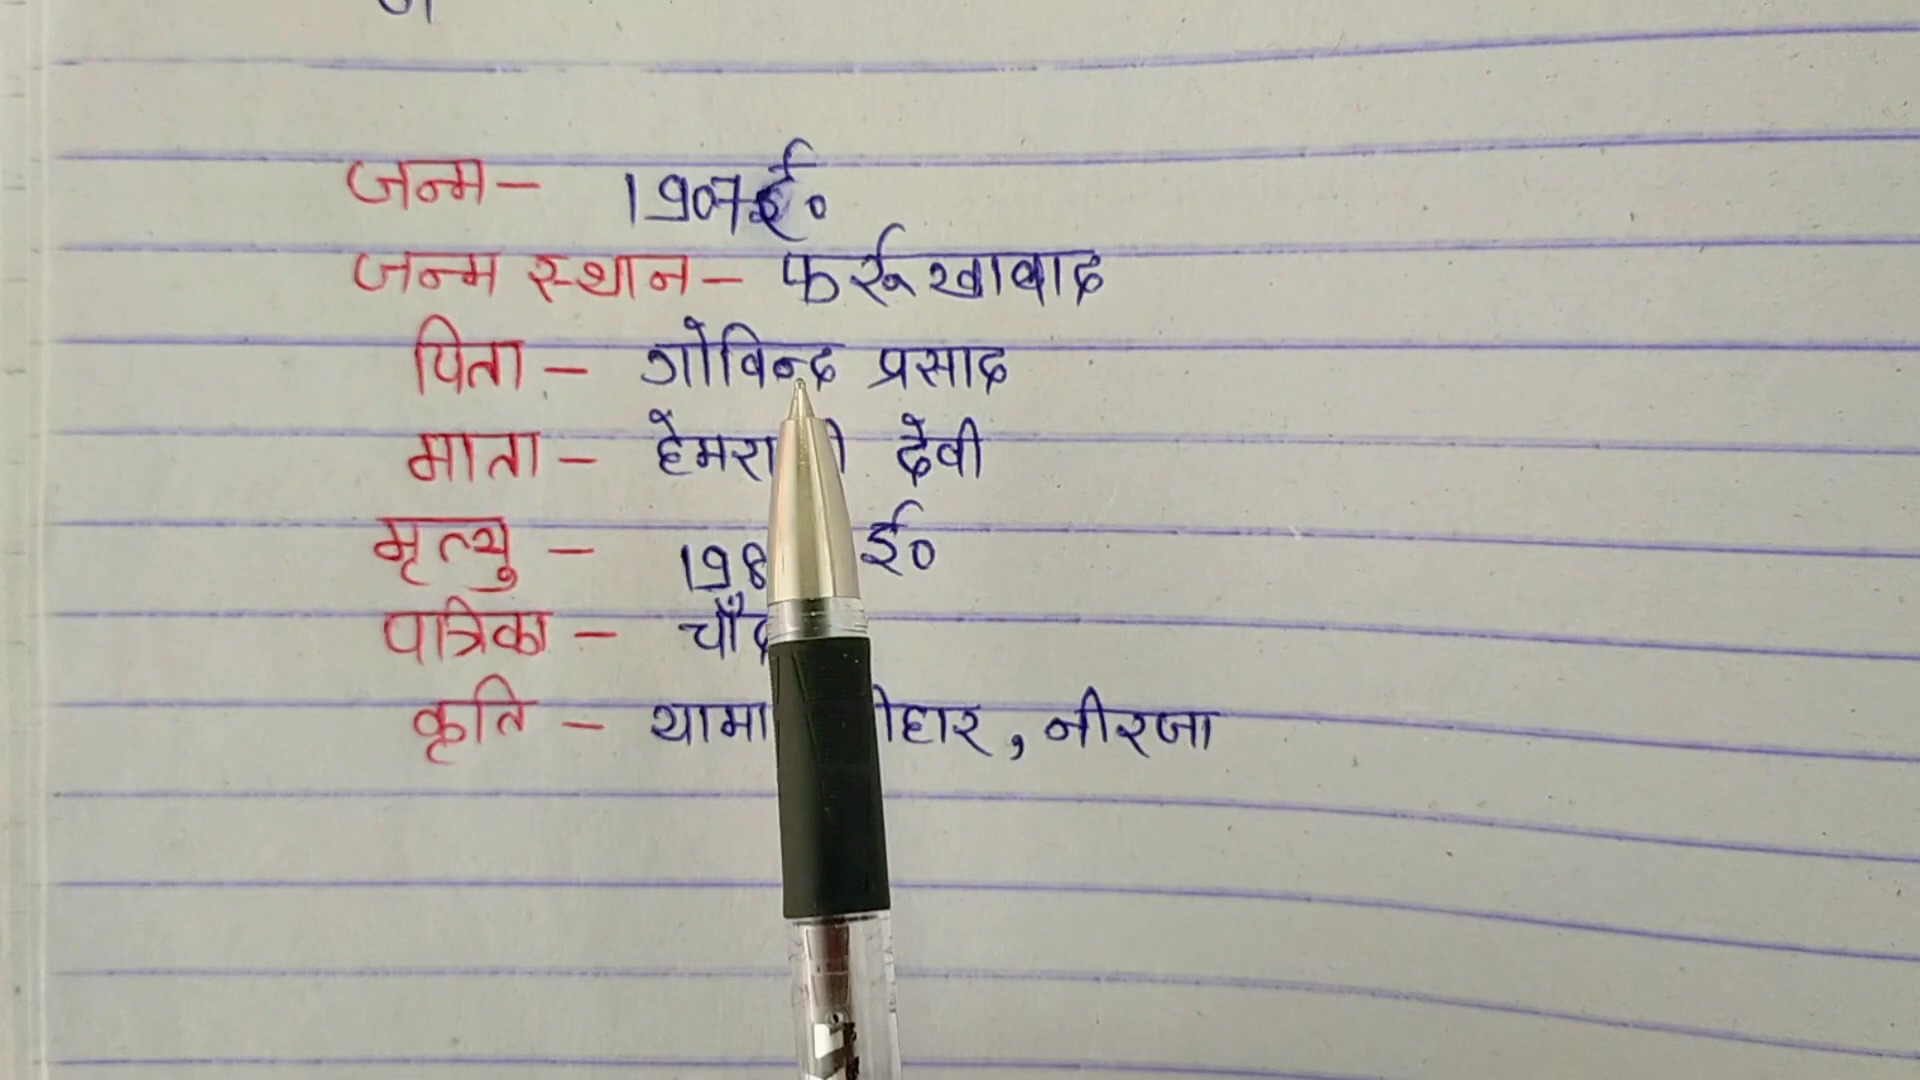 जन्म- 1907ई०
जन्म स्थान- फर्रूखाबाद
पिता- गोविन्द प्रसाद
माता- देवी
मृत्यु- ई०
पत्रिका-
कृति- यामा नीरजा